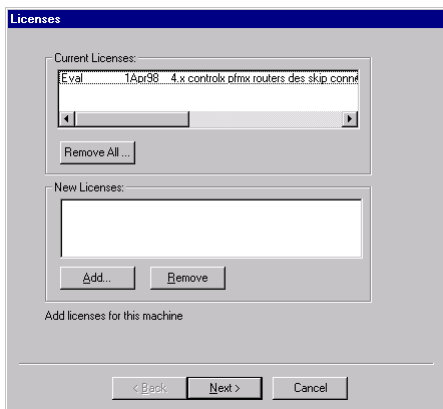 Licenses
Current Licenses:
Eval 1Apr98 4.x controlx pfmx routers des skip conne
Remove All ...
New Licenses:
Add... Remove
Add licenses for this machine
< Back Next > Cancel